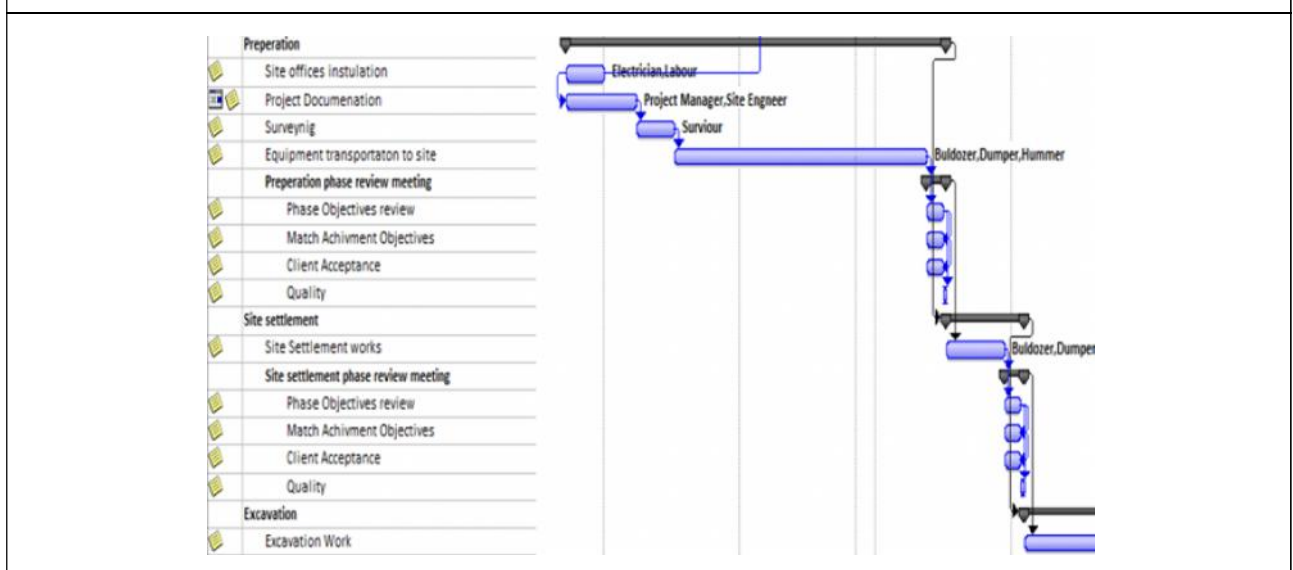 Preperation
Site offices instulation Electrician,Labour
Project Documenation Project Manager,Site Engneer
Surveynig Surviour
Equipment transportaton to site Buldozer,Dumper,Hummer
Preperation phase review meeting
Phase Objectives review
Match Achivment Objectives
Client Acceptance
Quality
Site settlement
Site Settlement works Buldozer,Dumper
Site settlement phase review meeting
Phase Objectives review
Match Achivment Objectives
Client Acceptance
Quality
Excavation
Excavation Work